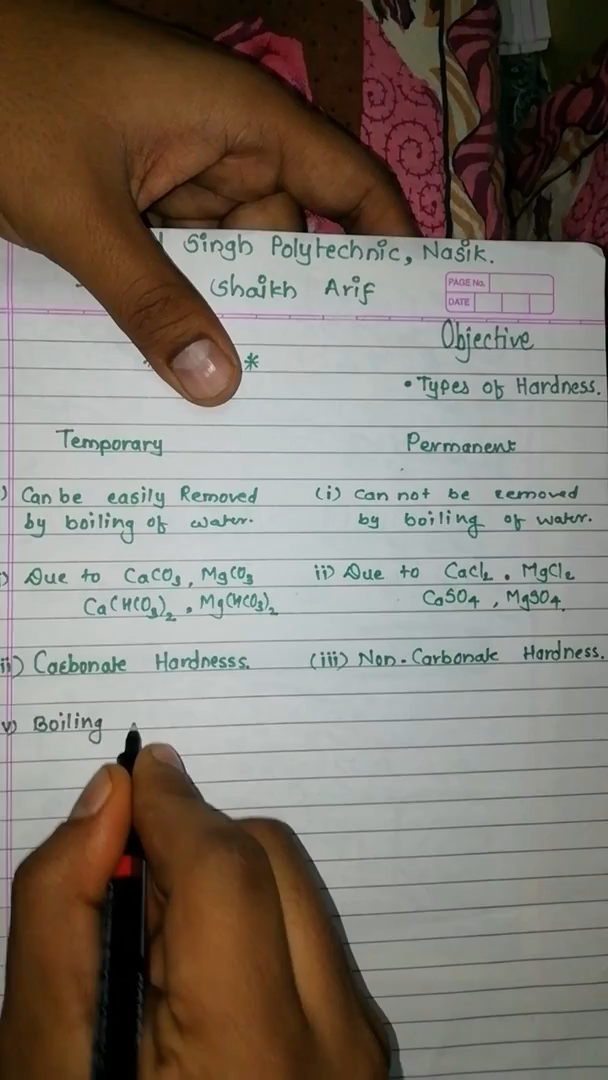 Singh Polytechnic, Nasik.
Shaikh Arif
PAGE No.
DATE
Objective
*
• Types of Hardness.
Temporary
Permanent
) Can be easily Removed
by boiling of water.
(i) Can not be removed
by boiling of water.
) Due to CaCO3, MgCO3
Ca(HCO3)2, Mg(HCO3)2
ii) Due to CaCl2, MgCl2
CaSO4, MgSO4.
ii) Carbonate Hardnesss.
(iii) Non-Carbonate Hardness.
v) Boiling